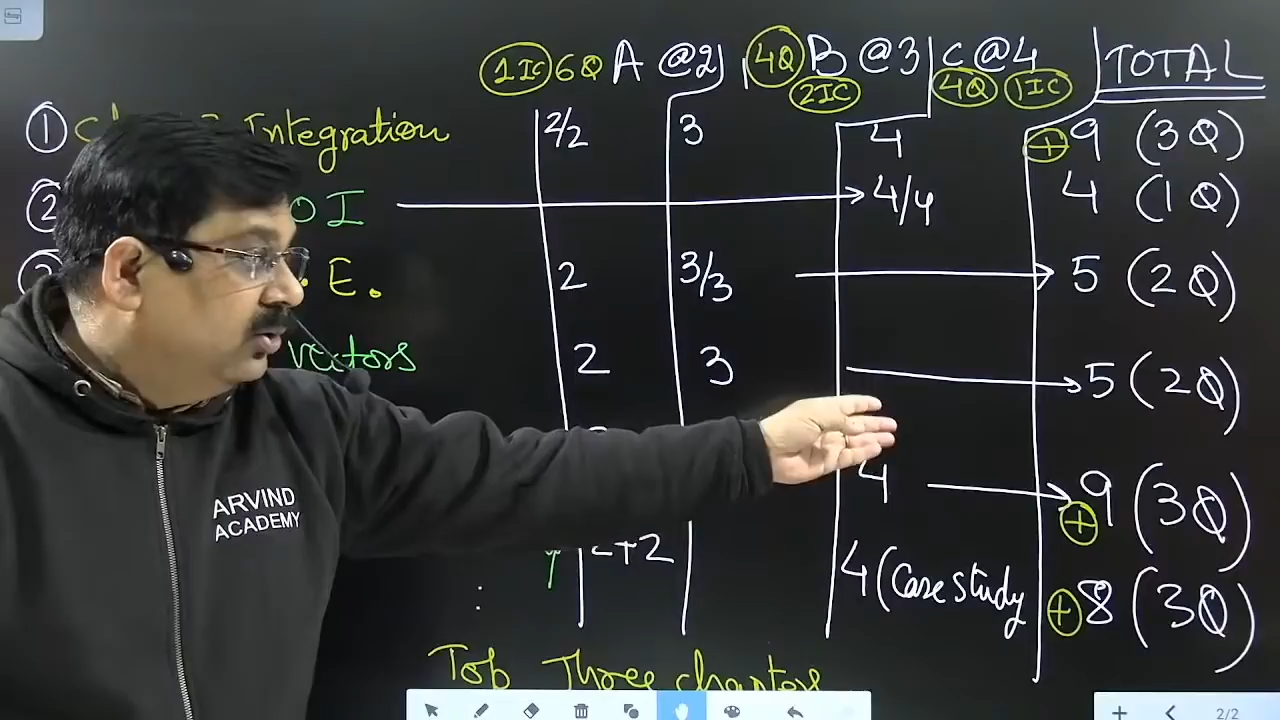 1IC 6Q A @2 4Q B @3 C @4 TOTAL
2IC 4Q 1IC
1 Integration 2/2 3 4 + 9 (3Q)
2 OI 4/4 4 (1Q)
E. 2 3/3 5 (2Q)
vectors 2 3 5 (2Q)
4 9 (3Q)
+
2+2 4 (Case study + 8 (3Q)
Top Three chapters
ARVIND
ACADEMY
2/2